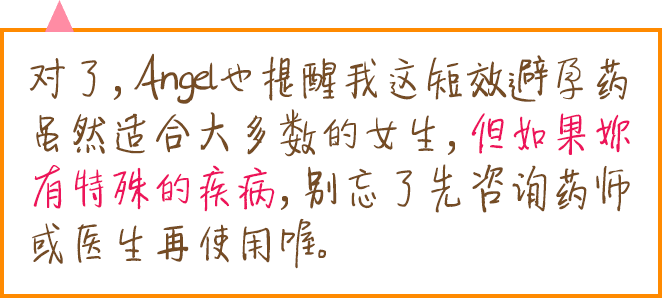 对了,Angel也提醒我这短效避孕药
虽然适合大多数的女生,但如果妳
有特殊的疾病,别忘了先咨询药师
或医生再使用喔。